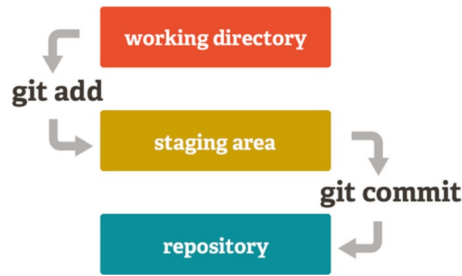 working directory
git add
staging area
git commit
repository